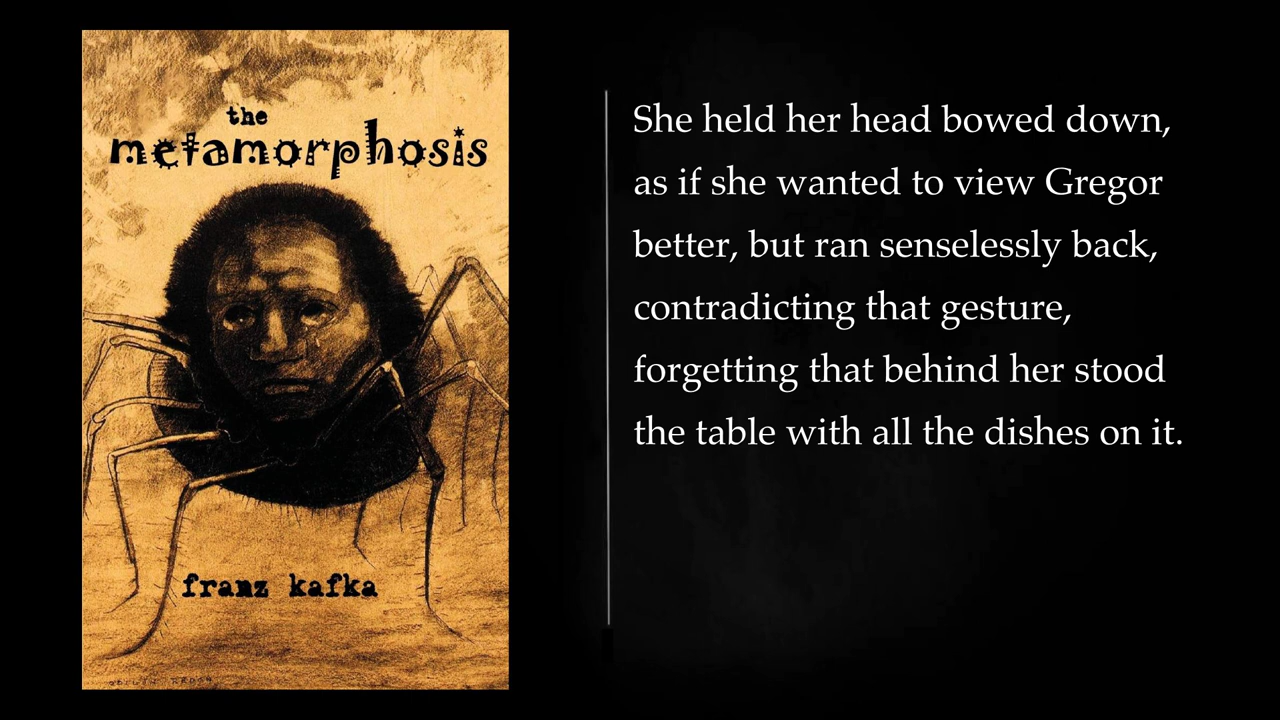 the
metamorphosis
franz kafka
She held her head bowed down,
as if she wanted to view Gregor
better, but ran senselessly back,
contradicting that gesture,
forgetting that behind her stood
the table with all the dishes on it.